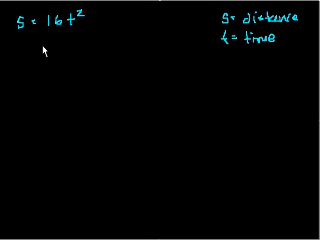 s = 16t²
s = distance
t = time